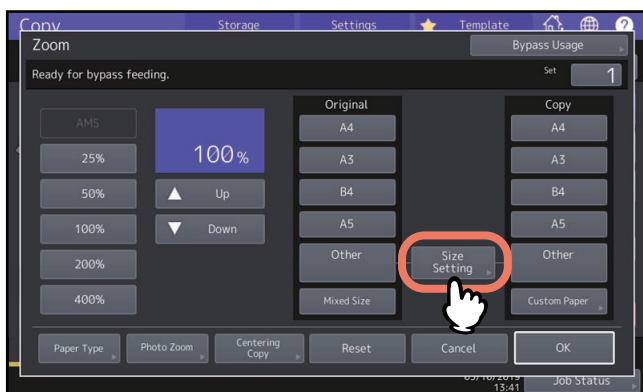 Copy
Storage
Settings
Template
?
Zoom
Bypass Usage
Ready for bypass feeding.
Set
1
Original
Copy
AMS
100 %
A4
A4
25%
A3
A3
50%
Up
B4
B4
100%
Down
A5
A5
200%
Other
Size
Setting
Other
400%
Mixed Size
Custom Paper
Paper Type
Photo Zoom
Centering
Copy
Reset
Cancel
OK
13:41
Job Status